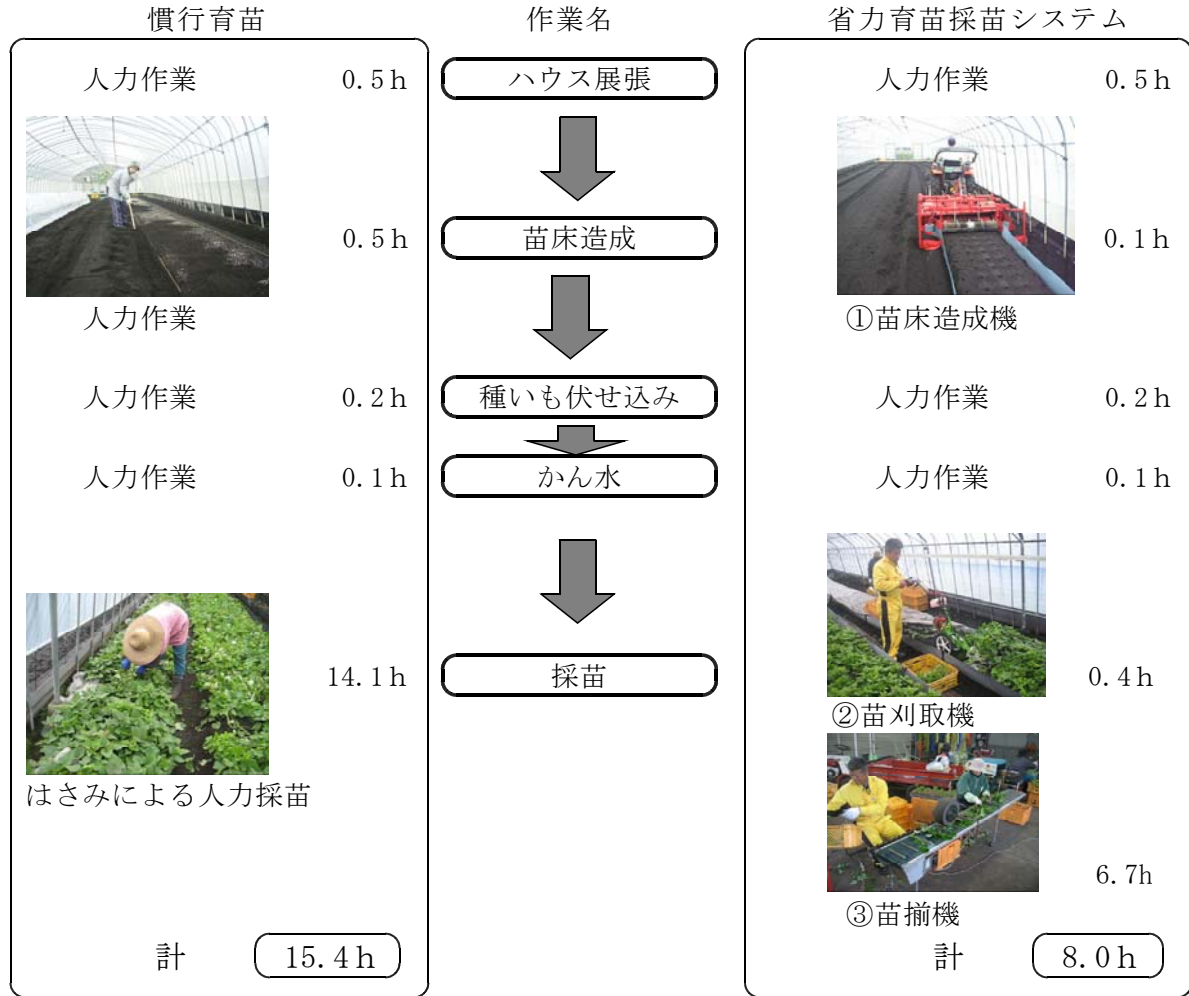 慣行育苗 作業名 省力育苗採苗システム
人力作業 0.5h ハウス展張 人力作業 0.5h
0.5h 苗床造成 0.1h
人力作業 ①苗床造成機
人力作業 0.2h 種いも伏せ込み 人力作業 0.2h
人力作業 0.1h かん水 人力作業 0.1h
14.1h 採苗 0.4h
②苗刈取機
はさみによる人力採苗
6.7h
③苗揃機
計 15.4h 計 8.0h